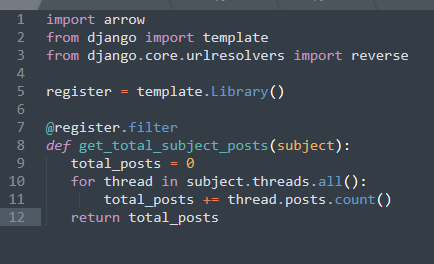 1 import arrow
2 from django import template
3 from django.core.urlresolvers import reverse
4
5 register = template.Library()
6
7 @register.filter
8 def get_total_subject_posts(subject):
9     total_posts = 0
10     for thread in subject.threads.all():
11         total_posts += thread.posts.count()
12     return total_posts